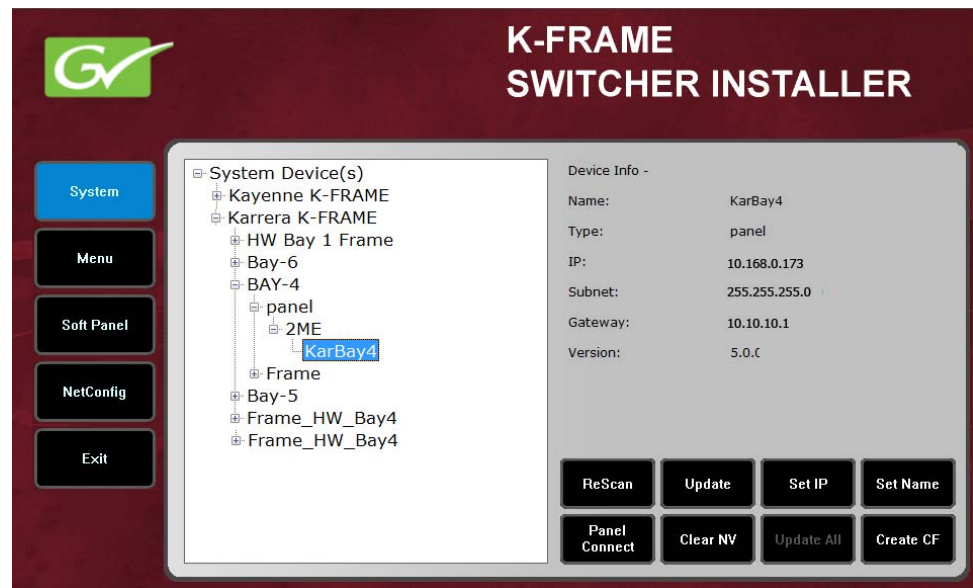 GV
K-FRAME
SWITCHER INSTALLER
System
Menu
Soft Panel
NetConfig
Exit
System Device(s)
Kayenne K-FRAME
Karrera K-FRAME
HW Bay 1 Frame
Bay-6
BAY-4
panel
2ME
KarBay4
Frame
Bay-5
Frame_HW_Bay4
Frame_HW_Bay4
Device Info -
Name: KarBay4
Type: panel
IP: 10.168.0.173
Subnet: 255.255.255.0
Gateway: 10.10.10.1
Version:
ReScan Update Set IP Set Name
Panel Connect Clear NV Update All Create CF